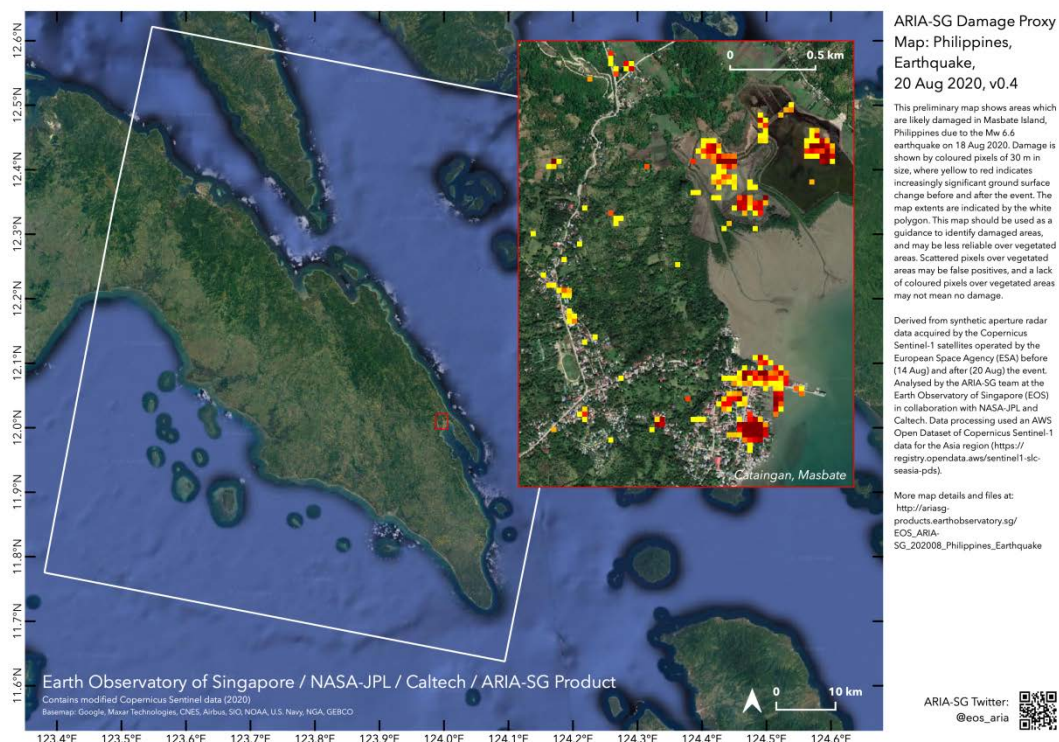 ARIA-SG Damage Proxy
Map: Philippines,
Earthquake,
20 Aug 2020, v0.4
This preliminary map shows areas which
are likely damaged in Masbate Island,
Philippines due to the Mw 6.6
earthquake on 18 Aug 2020. Damage is
shown by coloured pixels of 30 m in
size, where yellow to red indicates
increasingly significant ground surface
change before and after the event. The
map extents are indicated by the white
polygon. This map should be used as a
guidance to identify damaged areas,
and may be less reliable over vegetated
areas. Scattered pixels over vegetated
areas may be false positives, and a lack
of coloured pixels over vegetated areas
may not mean no damage.
Derived from synthetic aperture radar
data acquired by the Copernicus
Sentinel-1 satellites operated by the
European Space Agency (ESA) before
(14 Aug) and after (20 Aug) the event.
Analysed by the ARIA-SG team at the
Earth Observatory of Singapore (EOS)
in collaboration with NASA-JPL and
Caltech. Data processing used an AWS
Open Dataset of Copernicus Sentinel-1
data for the Asia region (https://
registry.opendata.aws/sentinel1-slc-
seasia-pds).
More map details and files at:
http://ariasg-
products.earthobservatory.sg/
EOS_ARIA-
SG_202008_Philippines_Earthquake
ARIA-SG Twitter:
@eos_aria
12.6°N
12.5°N
12.4°N
12.3°N
12.2°N
12.1°N
12.0°N
11.9°N
11.8°N
11.7°N
11.6°N
0 0.5 km
Cataingan, Masbate
Earth Observatory of Singapore / NASA-JPL / Caltech / ARIA-SG Product
Contains modified Copernicus Sentinel data (2020)
Basemap: Google, Maxar Technologies, CNES, Airbus, SIO, NOAA, U.S. Navy, NGA, GEBCO
0 10 km
123.4°E 123.5°E 123.6°E 123.7°E 123.8°E 123.9°E 124.0°E 124.1°E 124.2°E 124.3°E 124.4°E 124.5°E 124.6°E